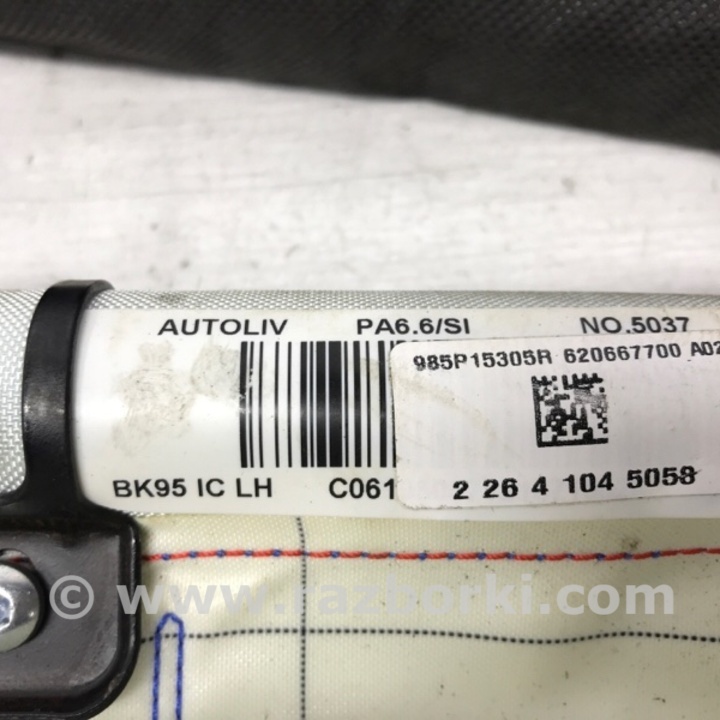 AUTOLIV PA6.6/SI NO.5037
985P15305R 620667700 A02
BK95 IC LH C061
2 26 4 104 5058
© www.razborki.com